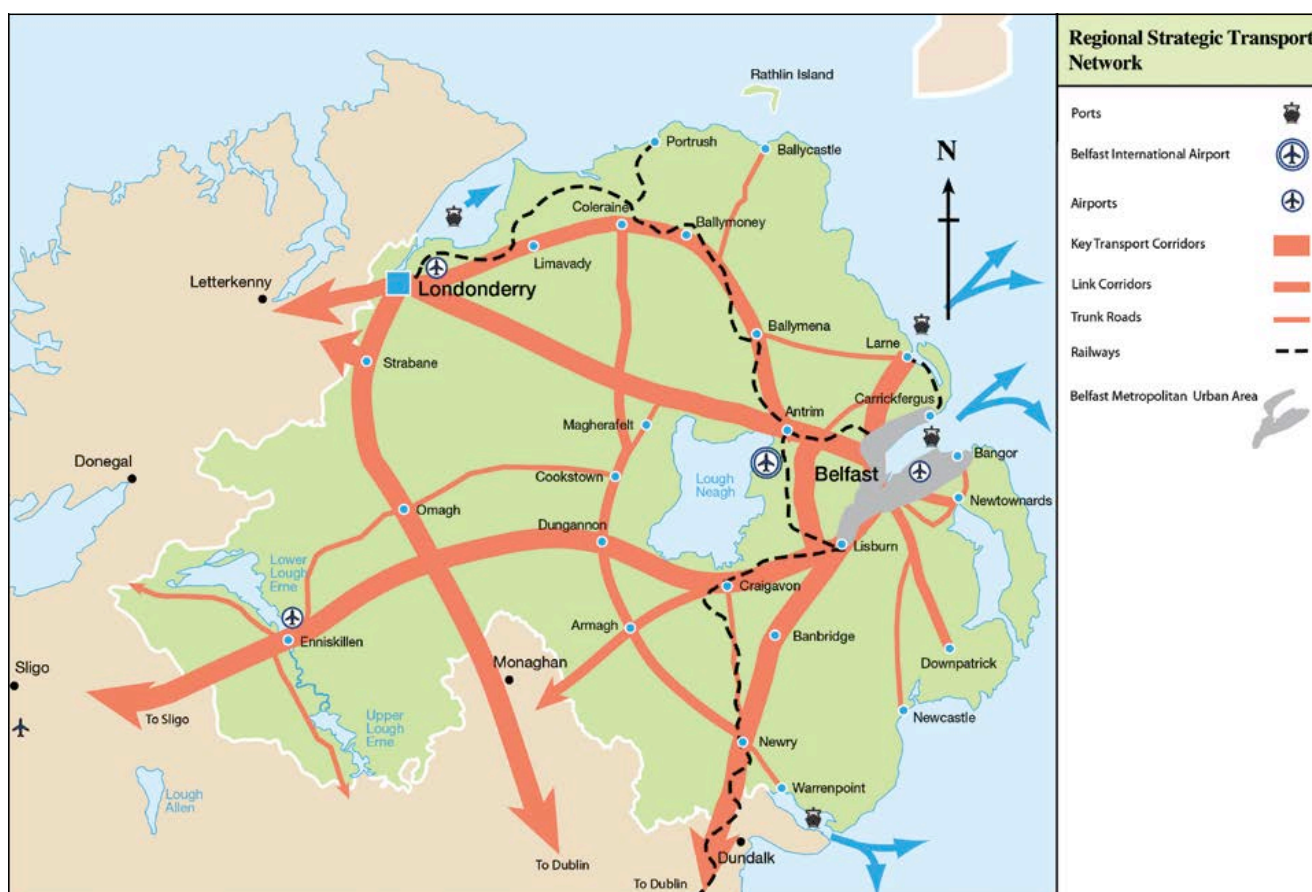 Regional Strategic Transport
Network
Ports
Belfast International Airport
Airports
Key Transport Corridors
Link Corridors
Trunk Roads
Railways
Belfast Metropolitan Urban Area
Rathlin Island
Portrush
Ballycastle
N
Coleraine
Ballymoney
Limavady
Letterkenny
Londonderry
Ballymena
Larne
Strabane
Carrickfergus
Antrim
Magherafelt
Donegal
Belfast
Bangor
Cookstown
Lough
Neagh
Newtownards
Omagh
Dungannon
Lisburn
Lower
Lough
Erne
Craigavon
Armagh
Banbridge
Enniskillen
Sligo
Monaghan
Downpatrick
To Sligo
Upper
Lough
Erne
Newcastle
Newry
Warrenpoint
Lough
Allen
Dundalk
To Dublin
To Dublin